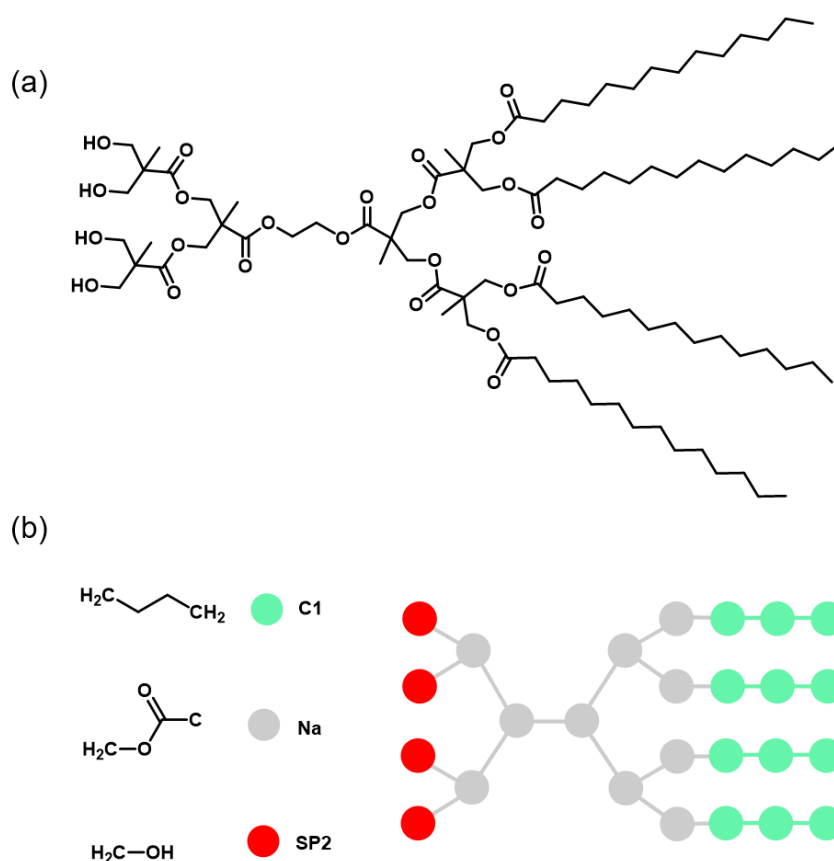 (a)
O
O
HO O O
O
HO O O O
O
O O
HO O O O
O
HO O O O
O
O
(b)
H₂C CH₂ C1
O
C Na
H₂C O
H₂C—OH SP2